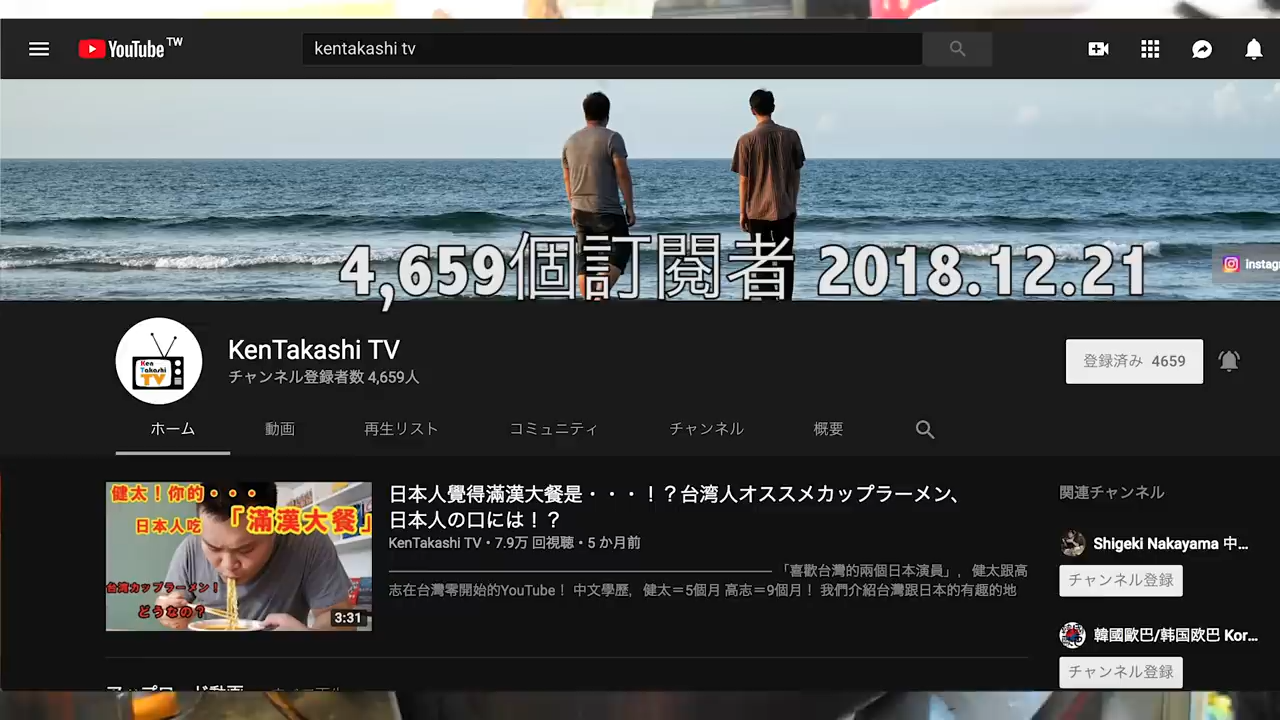 YouTube TW
kentakashi tv
4,659個訂閱者 2018.12.21
instagr
Ken
Takashi
TV
KenTakashi TV
チャンネル登録者数 4,659人
登録済み 4659
ホーム
動画
再生リスト
コミュニティ
チャンネル
概要
健太！你的・・・
日本人吃「滿漢大餐」
台湾カップラーメン！
どうなの？
3:31
日本人覺得滿漢大餐是・・・！？台湾人オススメカップラーメン、
日本人の口には！？
KenTakashi TV・7.9万 回視聴・5 か月前
「喜歡台灣的兩個日本演員」，健太跟高
志在台灣零開始的YouTube！ 中文學歷，健太＝5個月 高志＝9個月！ 我們介紹台灣跟日本的有趣的地
関連チャンネル
Shigeki Nakayama 中...
チャンネル登録
韓國歐巴/韩国欧巴 Kor...
チャンネル登録